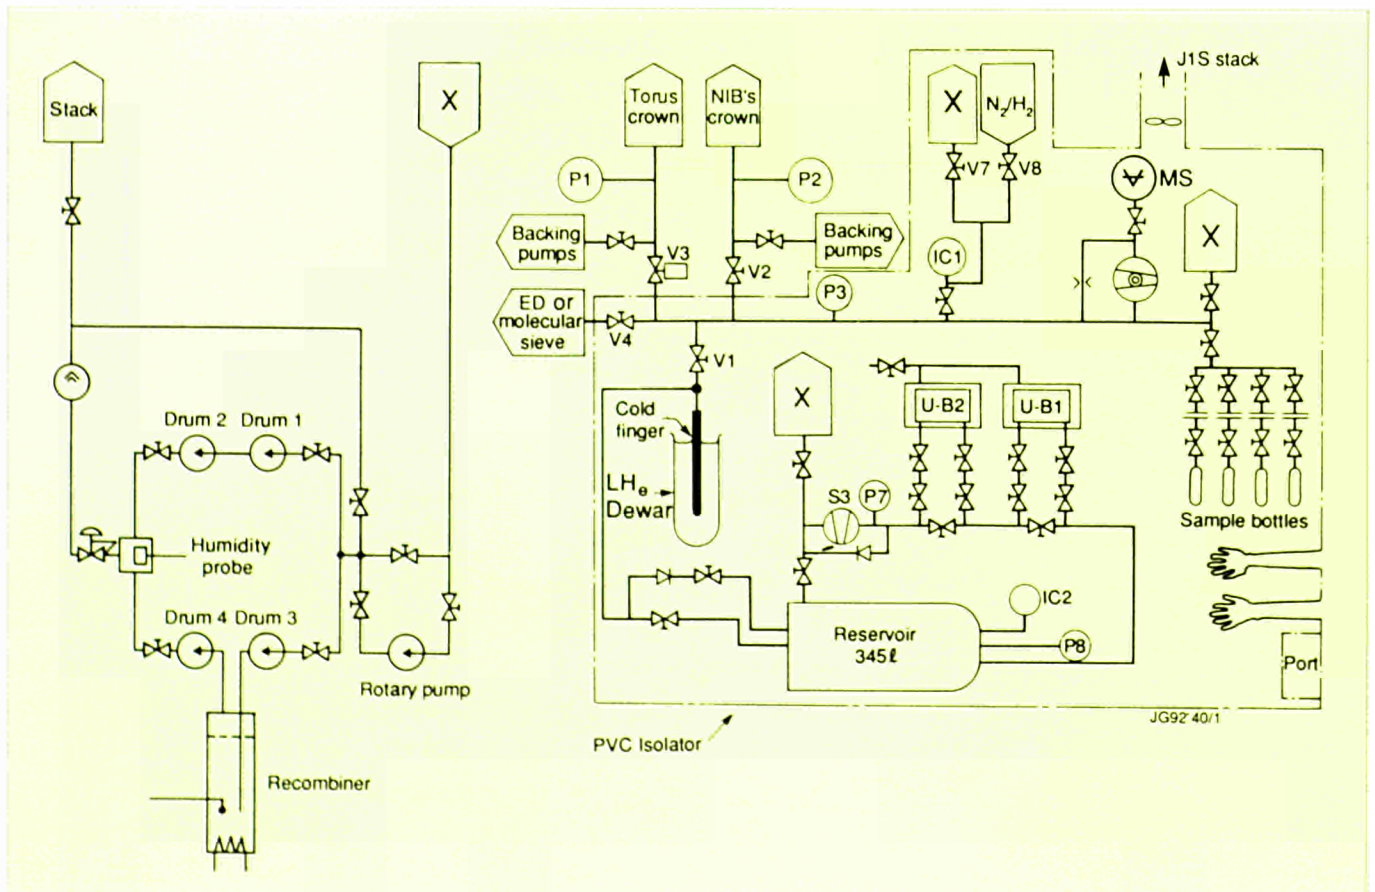 Stack
X
Torus
crown
NIB's
crown
X
N2/H2
J1S stack
P1
P2
V7
V8
MS
Backing
pumps
Backing
pumps
V3
V2
IC1
X
ED or
molecular
sieve
V4
P3
V1
X
U-B2
U-B1
Cold
finger
LHe
Dewar
S3
P7
Sample bottles
Drum 2
Drum 1
Humidity
probe
Drum 4
Drum 3
Rotary pump
Reservoir
345ℓ
IC2
P8
Port
JG92 40/1
PVC Isolator
Recombiner